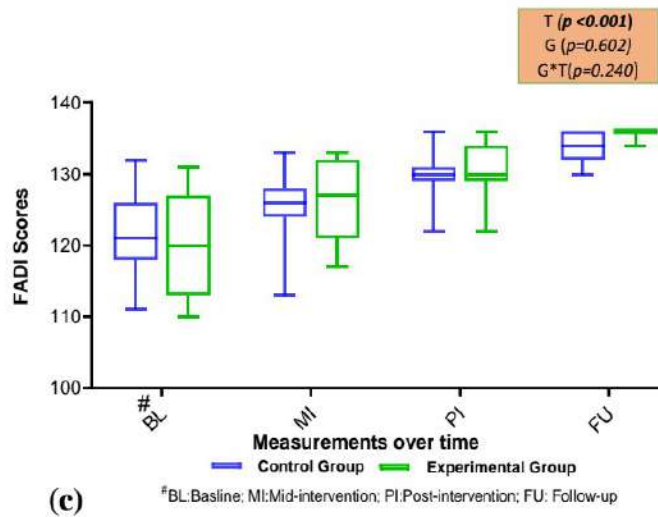 T (p <0.001)
G (p=0.602)
G*T(p=0.240)
140
130
120
110
100
FADI Scores
#
BL
MI
PI
FU
Measurements over time
Control Group
Experimental Group
(c)
#BL:Basline; MI:Mid-intervention; PI:Post-intervention; FU: Follow-up